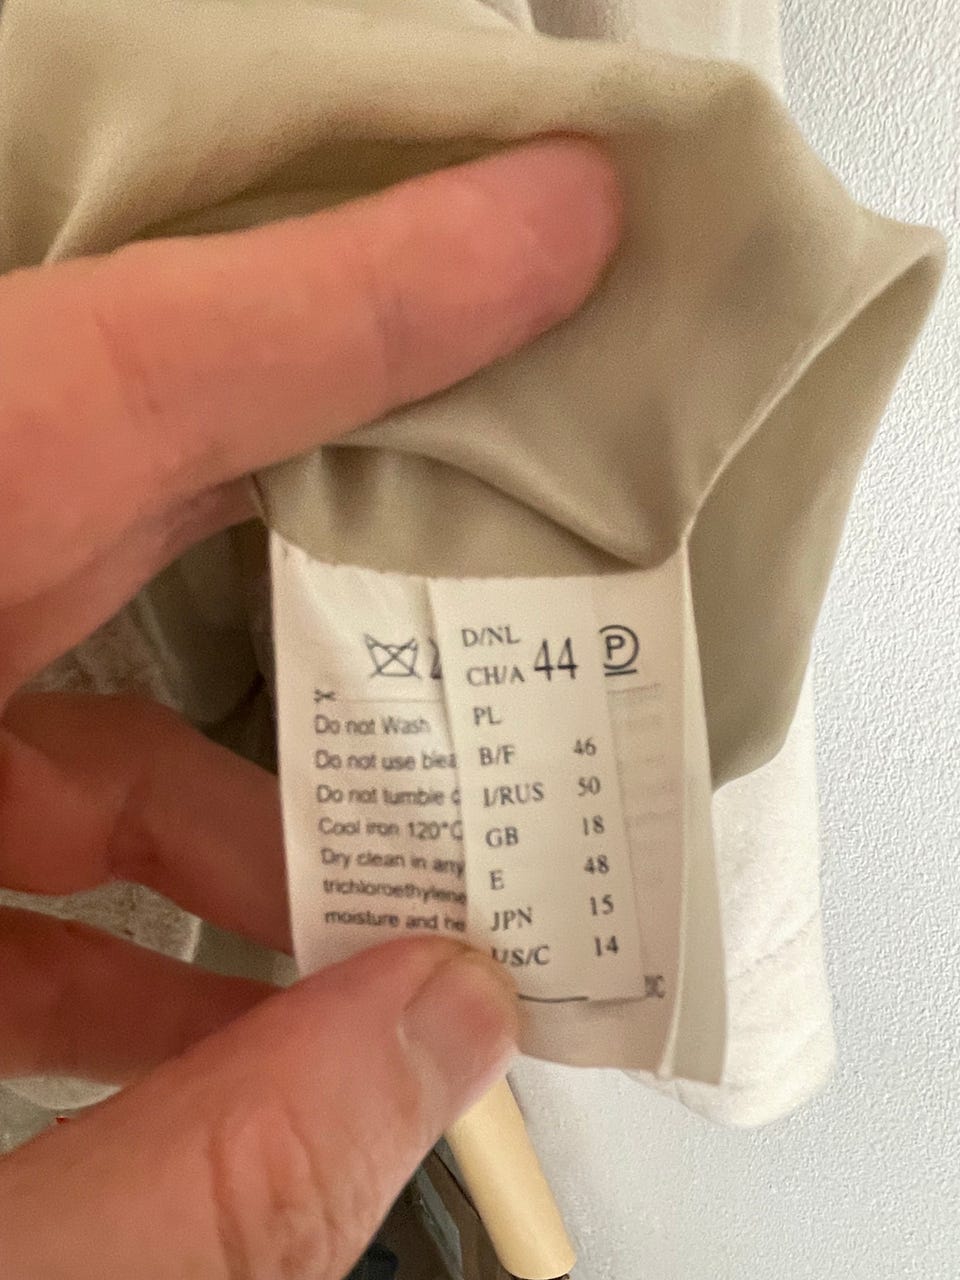 Do not Wash
Do not use blea
Do not tumble
Cool iron 120°C
Dry clean in any
trichloroethylene
moisture and he
D/NL
CH/A 44
P
PL
B/F 46
I/RUS 50
GB 18
E 48
JPN 15
US/C 14